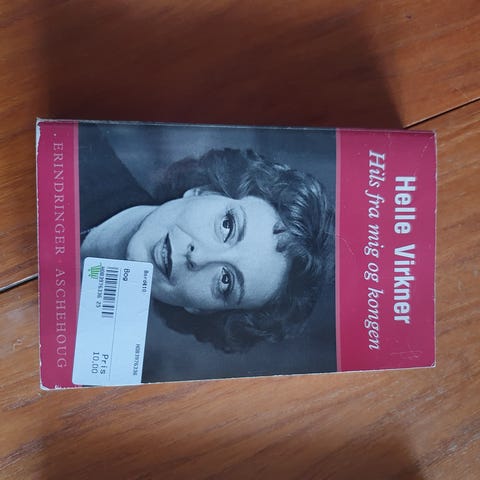 Helle Virkner
Hils fra mig og kongen
Bog
Pris
10,00
ERINDRINGER ASCHEHOUG